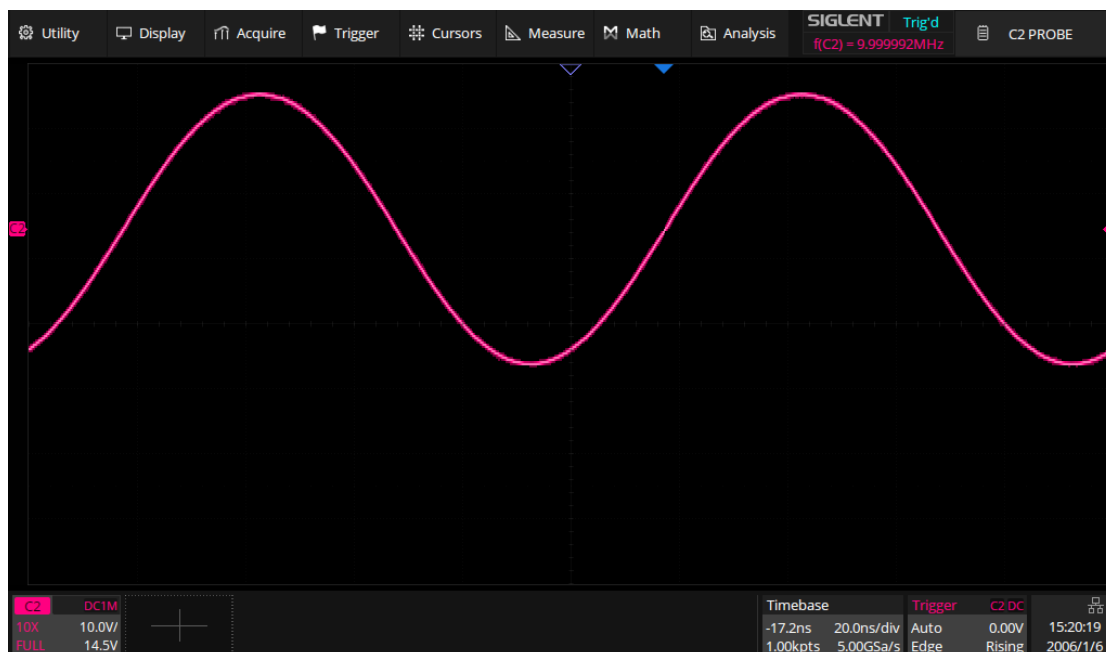 Utility Display Acquire Trigger Cursors Measure Math Analysis SIGLENT Trig'd C2 PROBE
f(C2) = 9.999992MHz
C2
C2 DC1M
10X 10.0V/
FULL 14.5V
Timebase
-17.2ns 20.0ns/div
1.00kpts 5.00GSa/s
Trigger C2 DC
Auto 0.00V
Edge Rising
15:20:19
2006/1/6